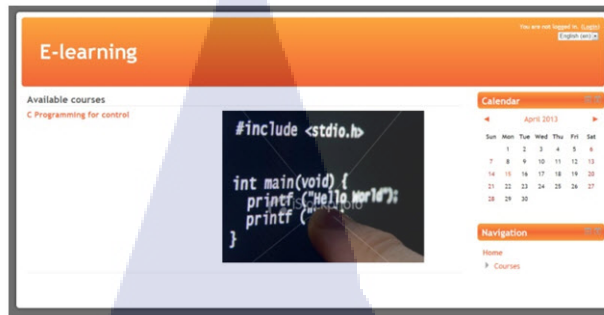 You are not logged in. (Login)
English (en)
E-learning
Available courses
C Programming for control
#include <stdio.h>
int main(void) {
printf ("Hello World");
printf ("
}
Calendar
April 2013
Sun Mon Tue Wed Thu Fri Sat
1 2 3 4 5 6
7 8 9 10 11 12 13
14 15 16 17 18 19 20
21 22 23 24 25 26 27
28 29 30
Navigation
Home
Courses